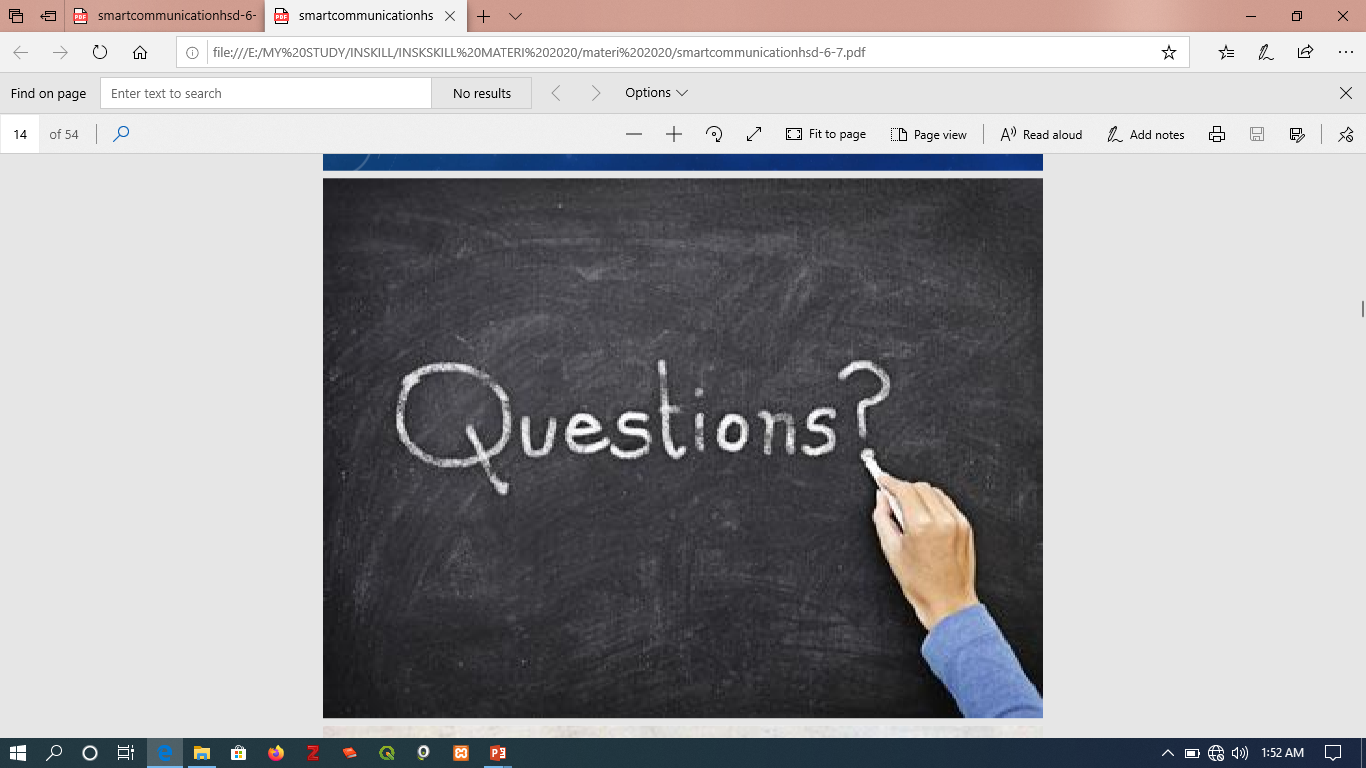 smartcommunicationhsd-6-
smartcommunicationhs
file:///E:/MY%20STUDY/INSKILL/INSKSKILL%20MATERI%202020/materi%202020/smartcommunicationhsd-6-7.pdf
Find on page
Enter text to search
No results
Options
14 of 54
Fit to page
Page view
Read aloud
Add notes
Questions?
1:52 AM